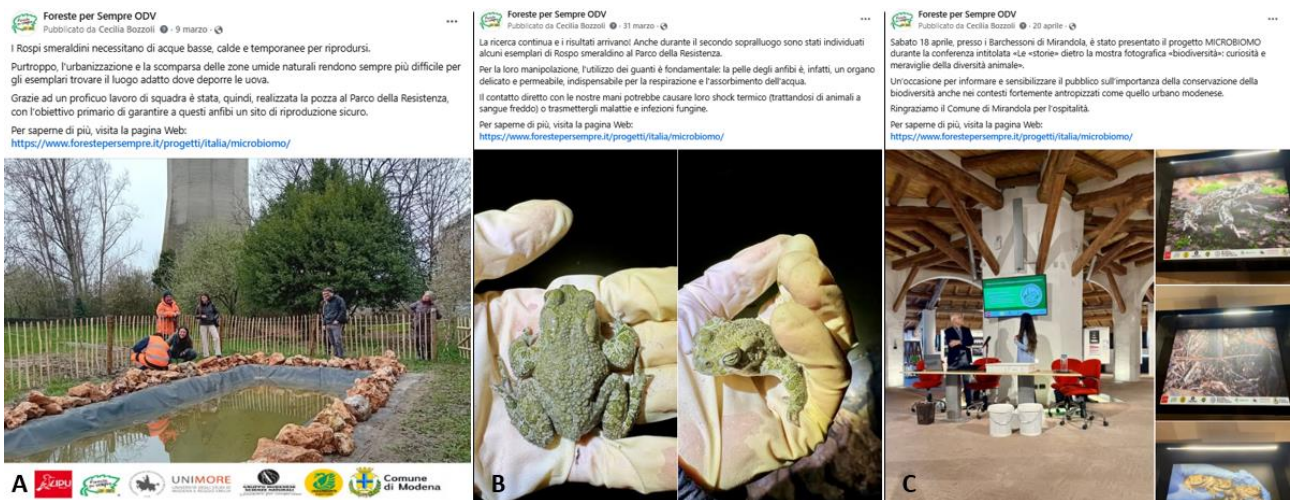 Foreste per Sempre ODV
Pubblicato da Cecilia Bozzoli · 9 marzo ·
I Rospi smeraldini necessitano di acque basse, calde e temporanee per riprodursi.
Purtroppo, l'urbanizzazione e la scomparsa delle zone umide naturali rendono sempre più difficile per
gli esemplari trovare il luogo adatto dove deporre le uova.
Grazie ad un proficuo lavoro di squadra è stata, quindi, realizzata la pozza al Parco della Resistenza,
con l'obiettivo primario di garantire a questi anfibi un sito di riproduzione sicuro.
Per saperne di più, visita la pagina Web:
https://www.forestepersempre.it/progetti/italia/microbiomo/
A
LIPU
UNIMORE
Comune
di Modena
Foreste per Sempre ODV
Pubblicato da Cecilia Bozzoli · 31 marzo ·
La ricerca continua e i risultati arrivano! Anche durante il secondo sopralluogo sono stati individuati
alcuni esemplari di Rospo smeraldino al Parco della Resistenza.
Per la loro manipolazione, l'utilizzo dei guanti è fondamentale: la pelle degli anfibi è, infatti, un organo
delicato e permeabile, indispensabile per la respirazione e l'assorbimento dell'acqua.
Il contatto diretto con le nostre mani potrebbe causare loro shock termico (trattandosi di animali a
sangue freddo) o trasmettergli malattie e infezioni fungine.
Per saperne di più, visita la pagina Web:
https://www.forestepersempre.it/progetti/italia/microbiomo/
B
Foreste per Sempre ODV
Pubblicato da Cecilia Bozzoli · 20 aprile ·
Sabato 18 aprile, presso i Barchessoni di Mirandola, è stato presentato il progetto MICROBIOMO
durante la conferenza intitolata «Le «storie» dietro la mostra fotografica «biodiversità»: curiosità e
meraviglie della diversità animale».
Un'occasione per informare e sensibilizzare il pubblico sull'importanza della conservazione della
biodiversità anche nei contesti fortemente antropizzati come quello urbano modenese.
Ringraziamo il Comune di Mirandola per l'ospitalità.
Per saperne di più, visita la pagina Web:
https://www.forestepersempre.it/progetti/italia/microbiomo/
C